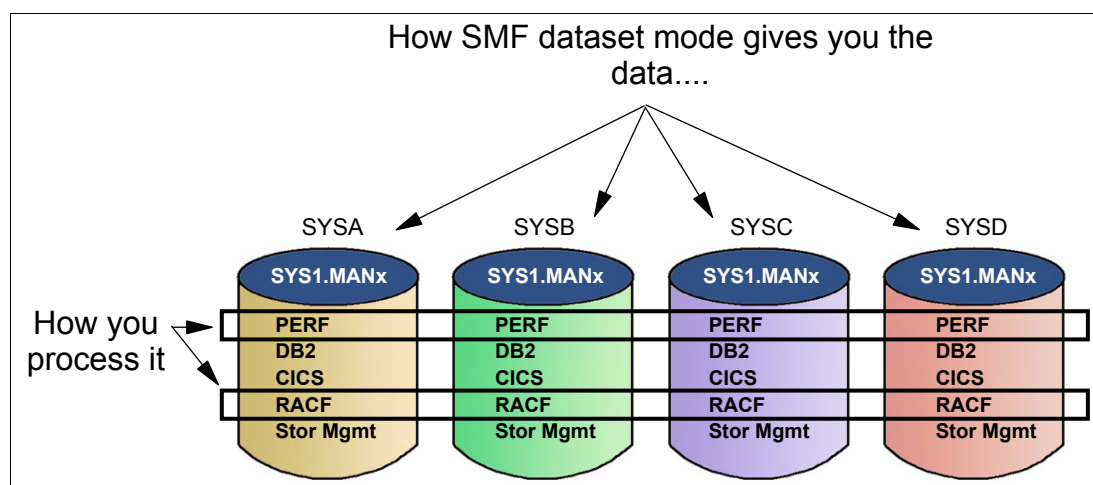 How SMF dataset mode gives you the
data....
SYSA SYSB SYSC SYSD
SYS1.MANx SYS1.MANx SYS1.MANx SYS1.MANx
How you
process it
PERF PERF PERF PERF
DB2 DB2 DB2 DB2
CICS CICS CICS CICS
RACF RACF RACF RACF
Stor Mgmt Stor Mgmt Stor Mgmt Stor Mgmt